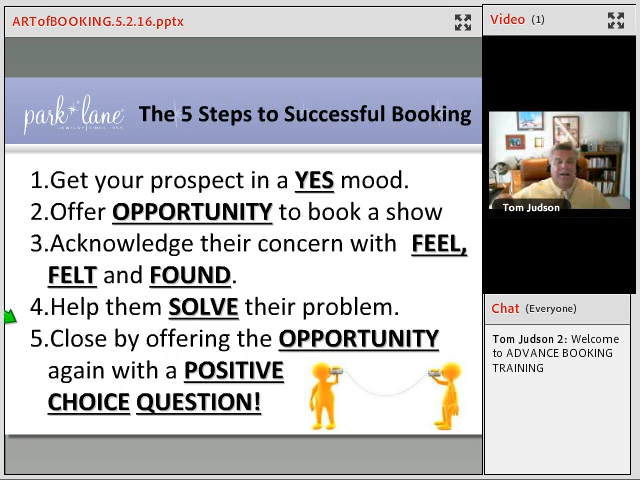 ARTofBOOKING.5.2.16.pptx
park lane
The 5 Steps to Successful Booking
1.Get your prospect in a YES mood.
2.Offer OPPORTUNITY to book a show
3.Acknowledge their concern with FEEL,
FELT and FOUND.
4.Help them SOLVE their problem.
5.Close by offering the OPPORTUNITY
again with a POSITIVE
CHOICE QUESTION!
Video (1)
Tom Judson
Chat (Everyone)
Tom Judson 2: Welcome
to ADVANCE BOOKING
TRAINING